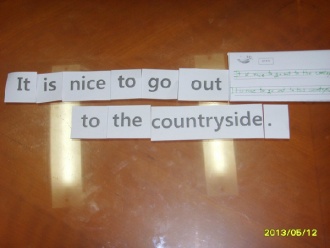 It is nice to go out
to the countryside.
2013/05/12